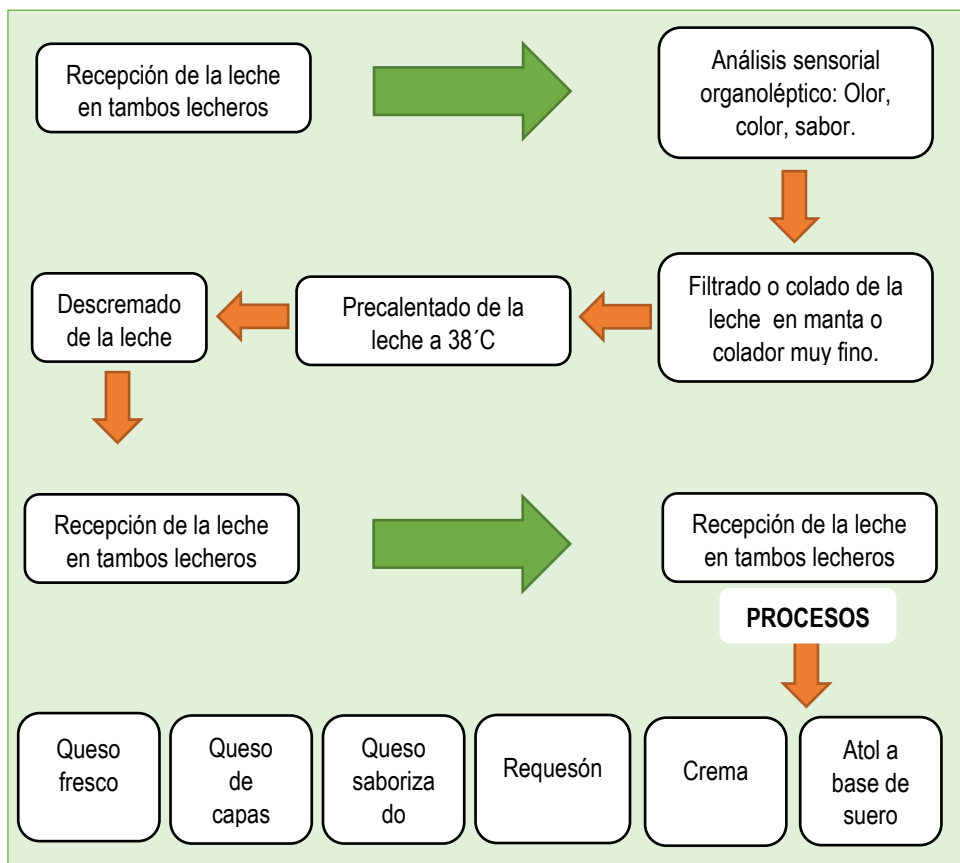 Recepción de la leche
en tambos lecheros
Análisis sensorial
organoléptico: Olor,
color, sabor.
Descremado
de la leche
Precalentado de la
leche a 38´C
Filtrado o colado de la
leche en manta o
colador muy fino.
Recepción de la leche
en tambos lecheros
Recepción de la leche
en tambos lecheros
PROCESOS
Queso
fresco
Queso
de
capas
Queso
saboriza
do
Requesón
Crema
Atol a
base de
suero